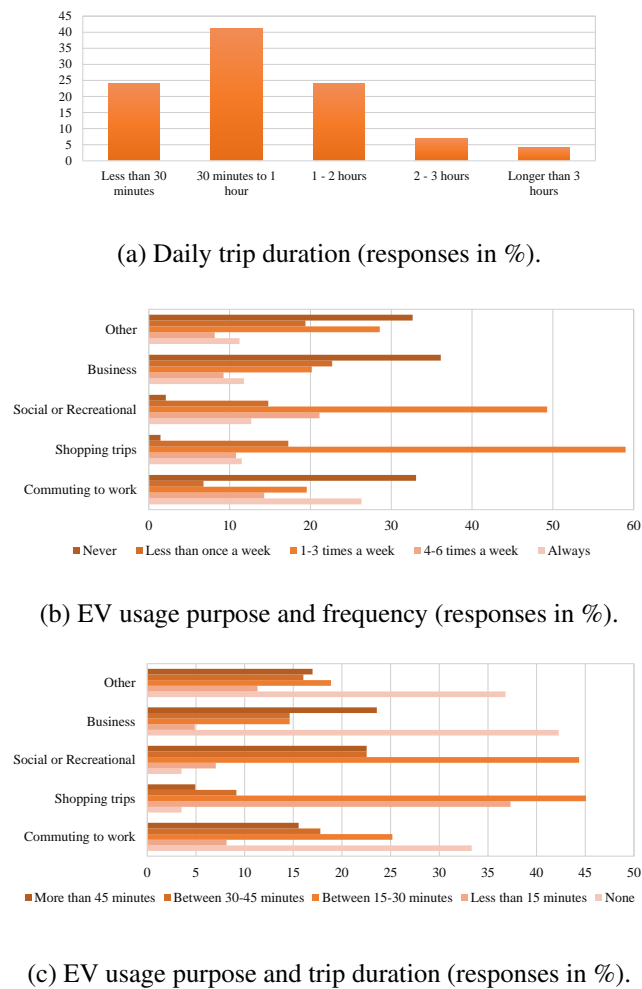 45
40
35
30
25
20
15
10
5
0
Less than 30 minutes
30 minutes to 1 hour
1 - 2 hours
2 - 3 hours
Longer than 3 hours
(a) Daily trip duration (responses in %).
Other
Business
Social or Recreational
Shopping trips
Commuting to work
0 10 20 30 40 50 60
Never Less than once a week 1-3 times a week 4-6 times a week Always
(b) EV usage purpose and frequency (responses in %).
Other
Business
Social or Recreational
Shopping trips
Commuting to work
0 5 10 15 20 25 30 35 40 45 50
More than 45 minutes Between 30-45 minutes Between 15-30 minutes Less than 15 minutes None
(c) EV usage purpose and trip duration (responses in %).